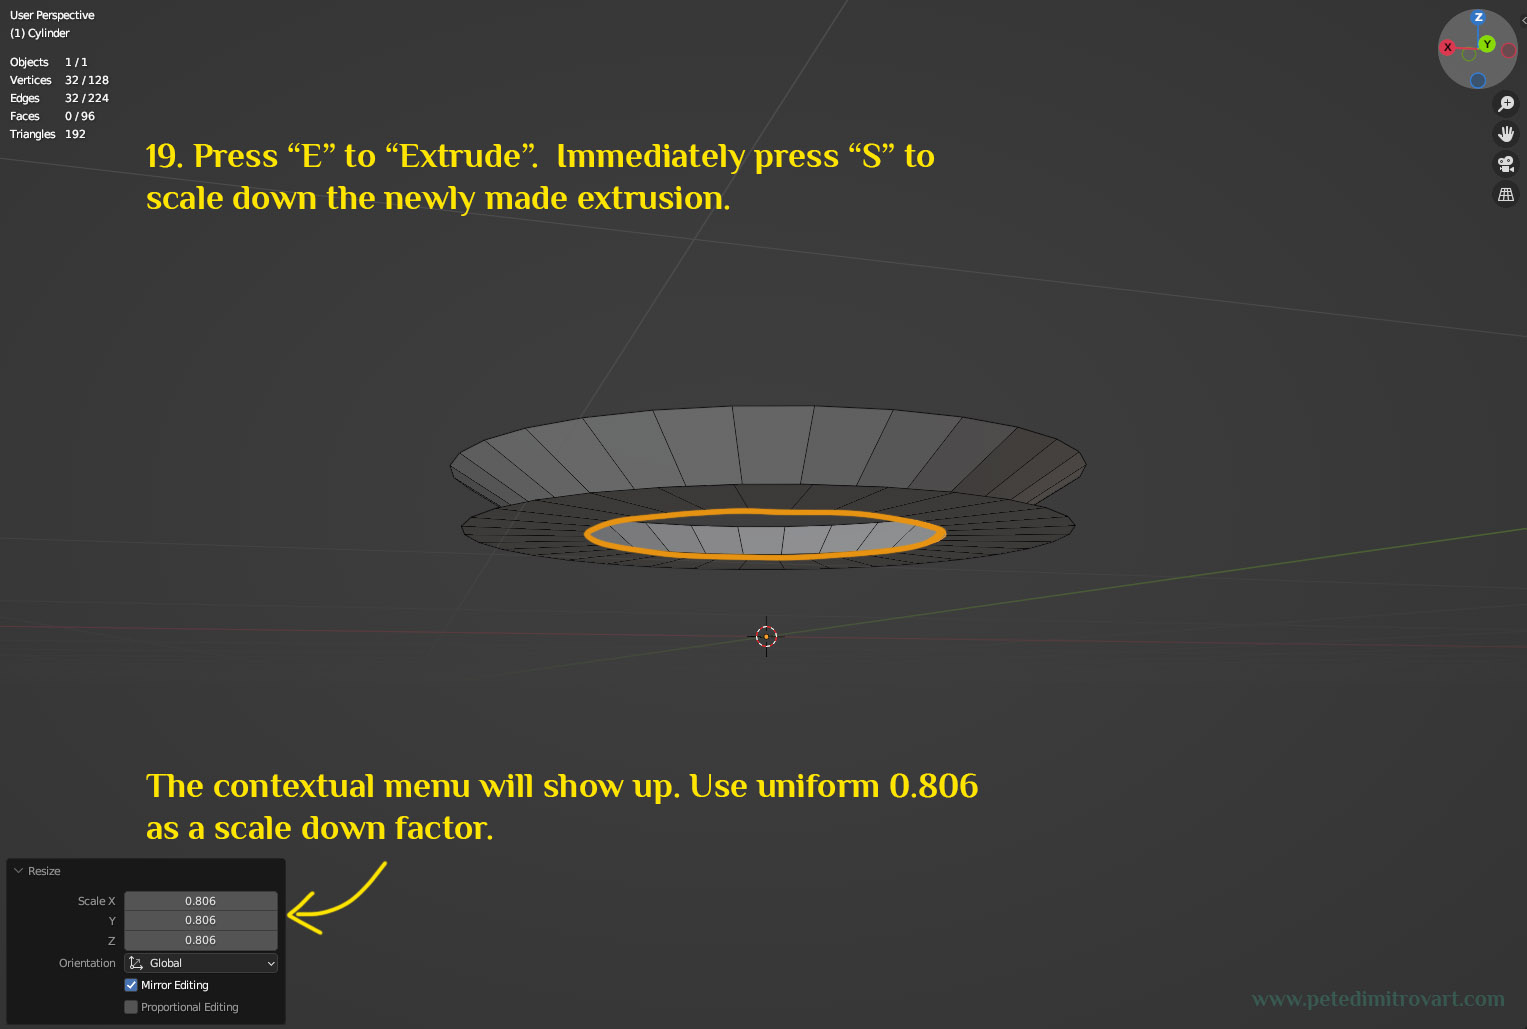 User Perspective
(1) Cylinder
Objects 1 / 1
Vertices 32 / 128
Edges 32 / 224
Faces 0 / 96
Triangles 192
Z
X
Y
19. Press “E” to “Extrude”. Immediately press “S” to
scale down the newly made extrusion.
The contextual menu will show up. Use uniform 0.806
as a scale down factor.
Resize
Scale X 0.806
Y 0.806
Z 0.806
Orientation Global
Mirror Editing
Proportional Editing
www.petedimitrovart.com